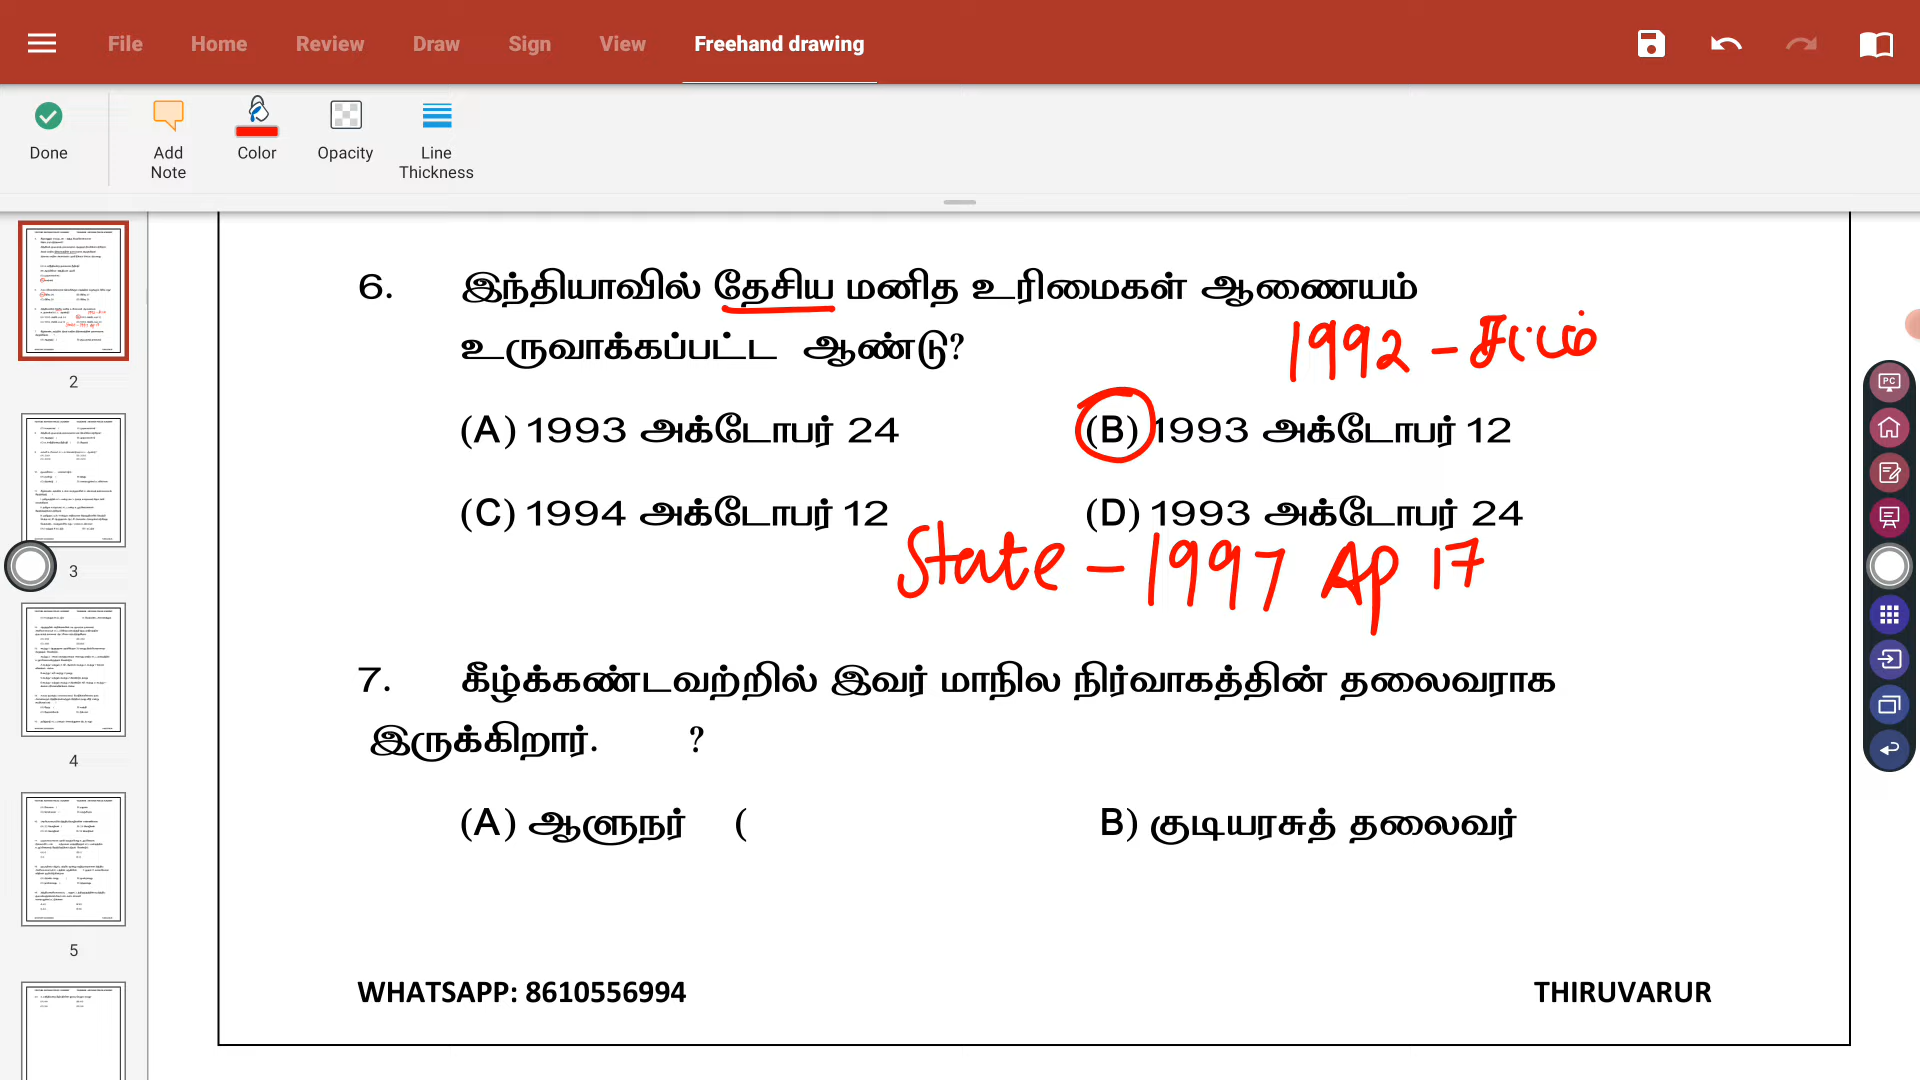 File Home Review Draw Sign View Freehand drawing
Done Add Note Color Opacity Line Thickness
6. இந்தியாவில் தேசிய மனித உரிமைகள் ஆணையம்
உருவாக்கப்பட்ட ஆண்டு?
1992 - சட்டம்
(A) 1993 அக்டோபர் 24 (B) 1993 அக்டோபர் 12
(C) 1994 அக்டோபர் 12 (D) 1993 அக்டோபர் 24
State - 1997 Ap 17
7. கீழ்க்கண்டவற்றில் இவர் மாநில நிர்வாகத்தின் தலைவராக
இருக்கிறார். ?
(A) ஆளுநர் ( B) குடியரசுத் தலைவர்
WHATSAPP: 8610556994 THIRUVARUR
2
3
4
5
PC